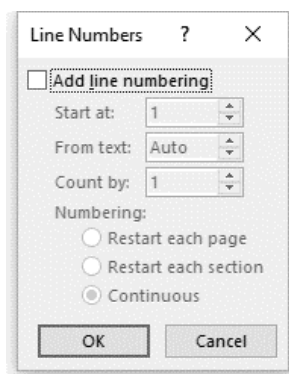 Line Numbers ? ×
Add line numbering
Start at: 1
From text: Auto
Count by: 1
Numbering:
Restart each page
Restart each section
Continuous
OK Cancel